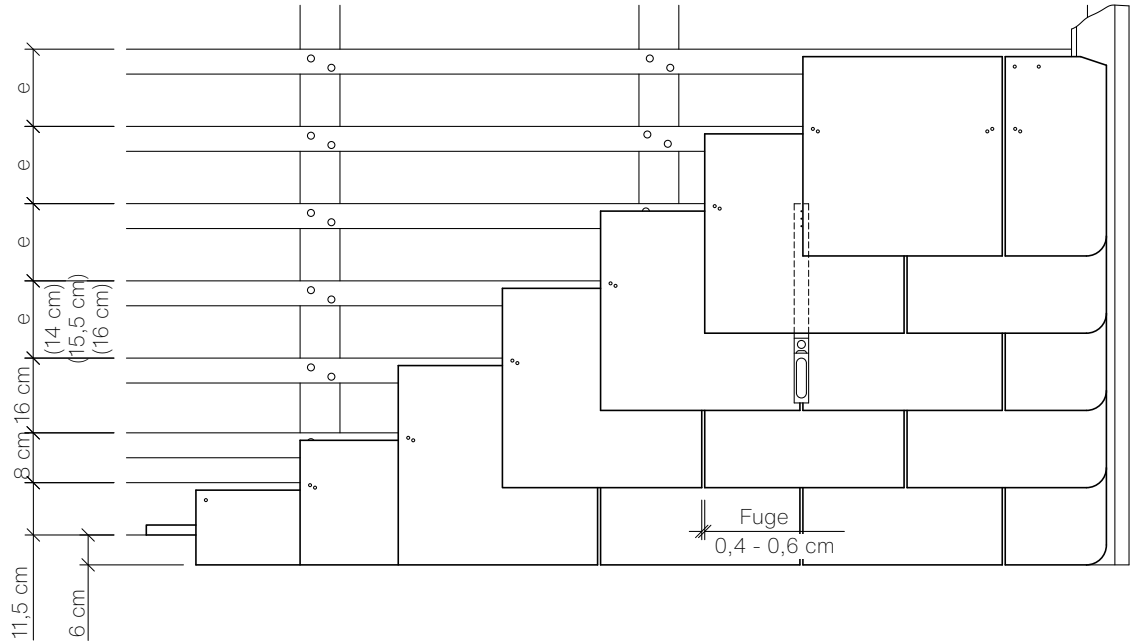 e
e
e
e
(14 cm)
(15,5 cm)
(16 cm)
16 cm
8 cm
11,5 cm
6 cm
Fuge
0,4 - 0,6 cm